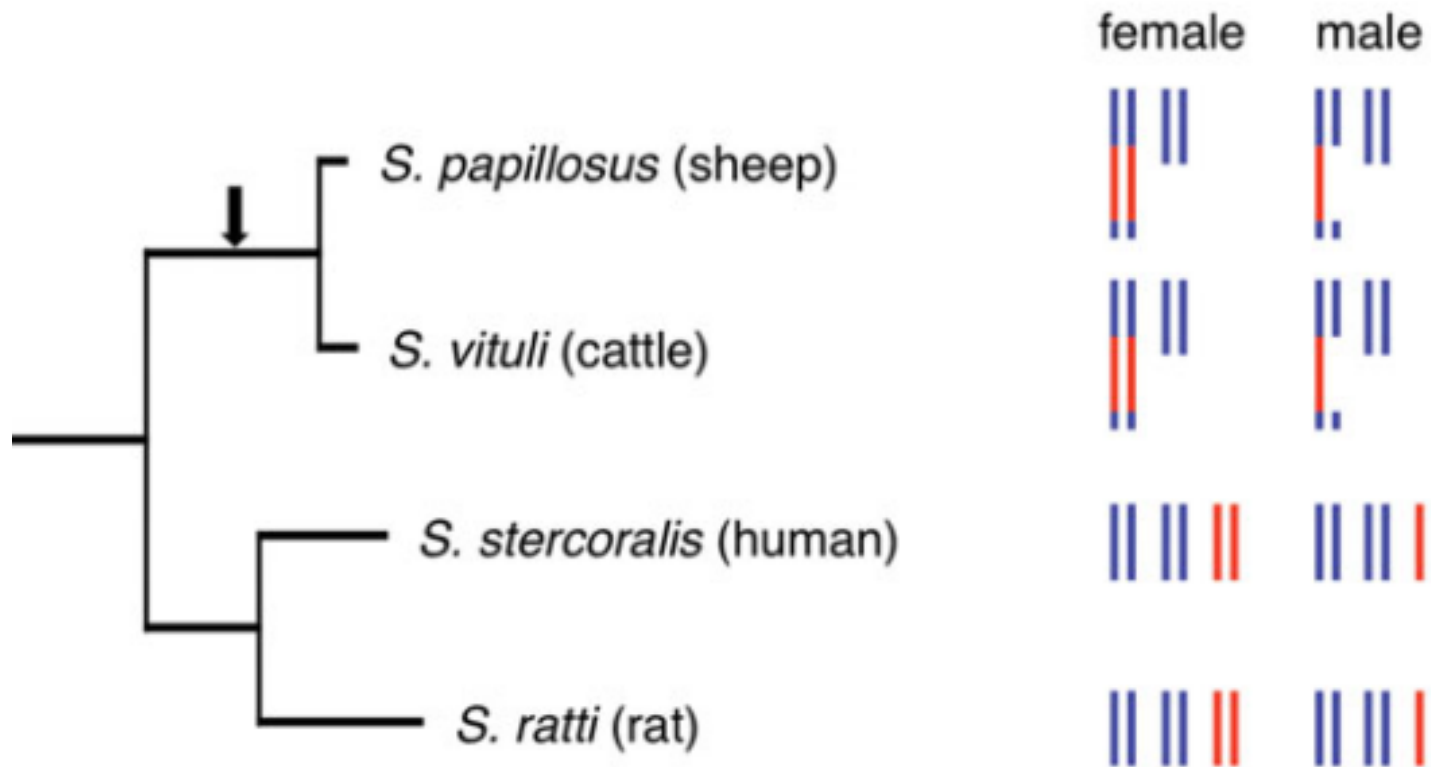 female male
S. papillosus (sheep)
S. vituli (cattle)
S. stercoralis (human)
S. ratti (rat)